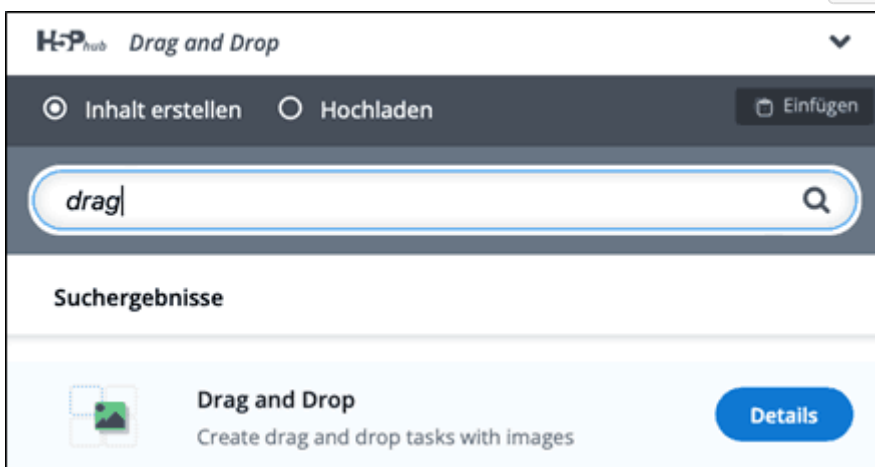 H5P hub Drag and Drop
Inhalt erstellen Hochladen Einfügen
drag
Suchergebnisse
Drag and Drop
Create drag and drop tasks with images
Details